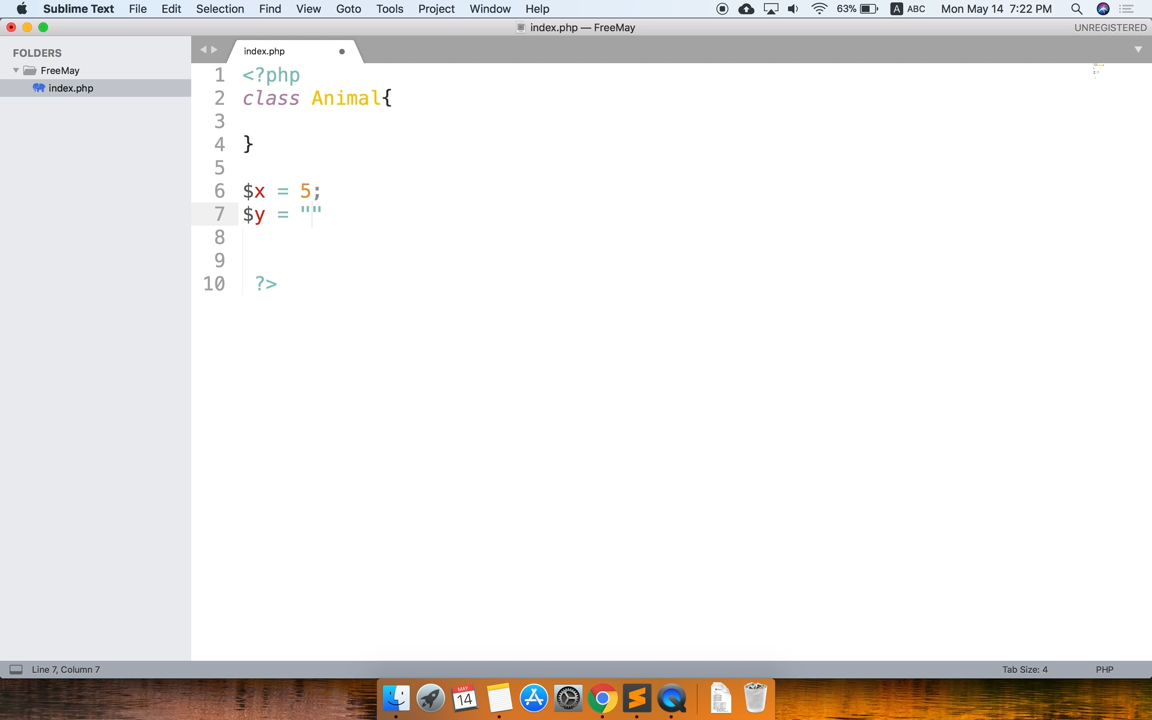 Sublime Text File Edit Selection Find View Goto Tools Project Window Help 63% A ABC Mon May 14 7:22 PM
index.php — FreeMay UNREGISTERED
FOLDERS
FreeMay
index.php
index.php
1 <?php
2 class Animal{
3
4 }
5
6 $x = 5;
7 $y = ""
8
9
10 ?>
Line 7, Column 7 Tab Size: 4 PHP
MAY
14